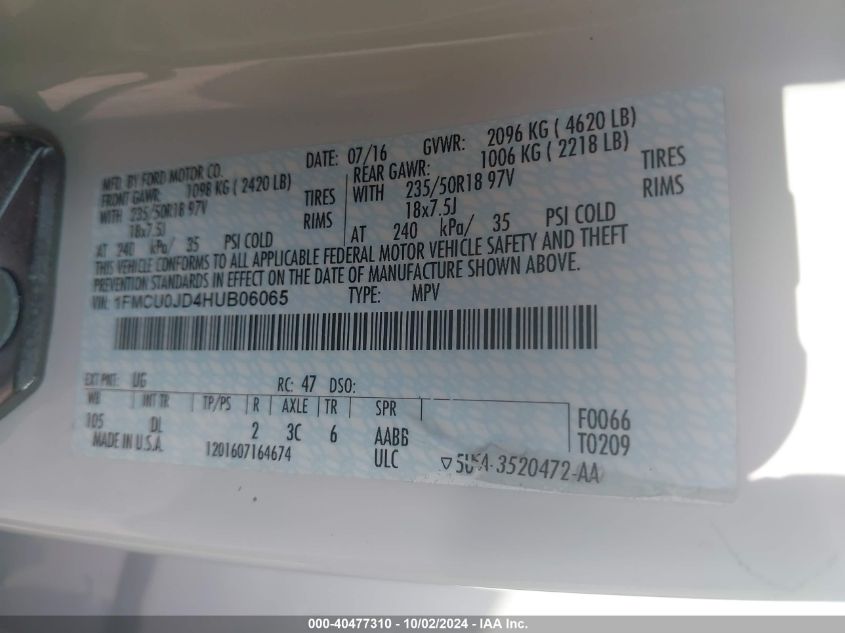 MFD. BY FORD MOTOR CO.
DATE: 07/16 GVWR: 2096 KG ( 4620 LB)
FRONT GAWR: 1098 KG ( 2420 LB)
WITH 235/50R18 97V TIRES
18x7.5J RIMS
AT 240 kPa/ 35 PSI COLD
REAR GAWR: 1006 KG ( 2218 LB)
WITH 235/50R18 97V TIRES
18x7.5J RIMS
AT 240 kPa/ 35 PSI COLD
THIS VEHICLE CONFORMS TO ALL APPLICABLE FEDERAL MOTOR VEHICLE SAFETY AND THEFT
PREVENTION STANDARDS IN EFFECT ON THE DATE OF MANUFACTURE SHOWN ABOVE.
VIN: 1FMCU0JD4HUB06065 TYPE: MPV
EXT PNT: UG RC: 47 DSO:
WB INT TR TP/PS R AXLE TR SPR
105 DL 2 3C 6 AABB
F0066
T0209
MADE IN U.S.A. 1201607164674 ULC
-3520472-AA
000-40477310 - 10/02/2024 - IAA Inc.